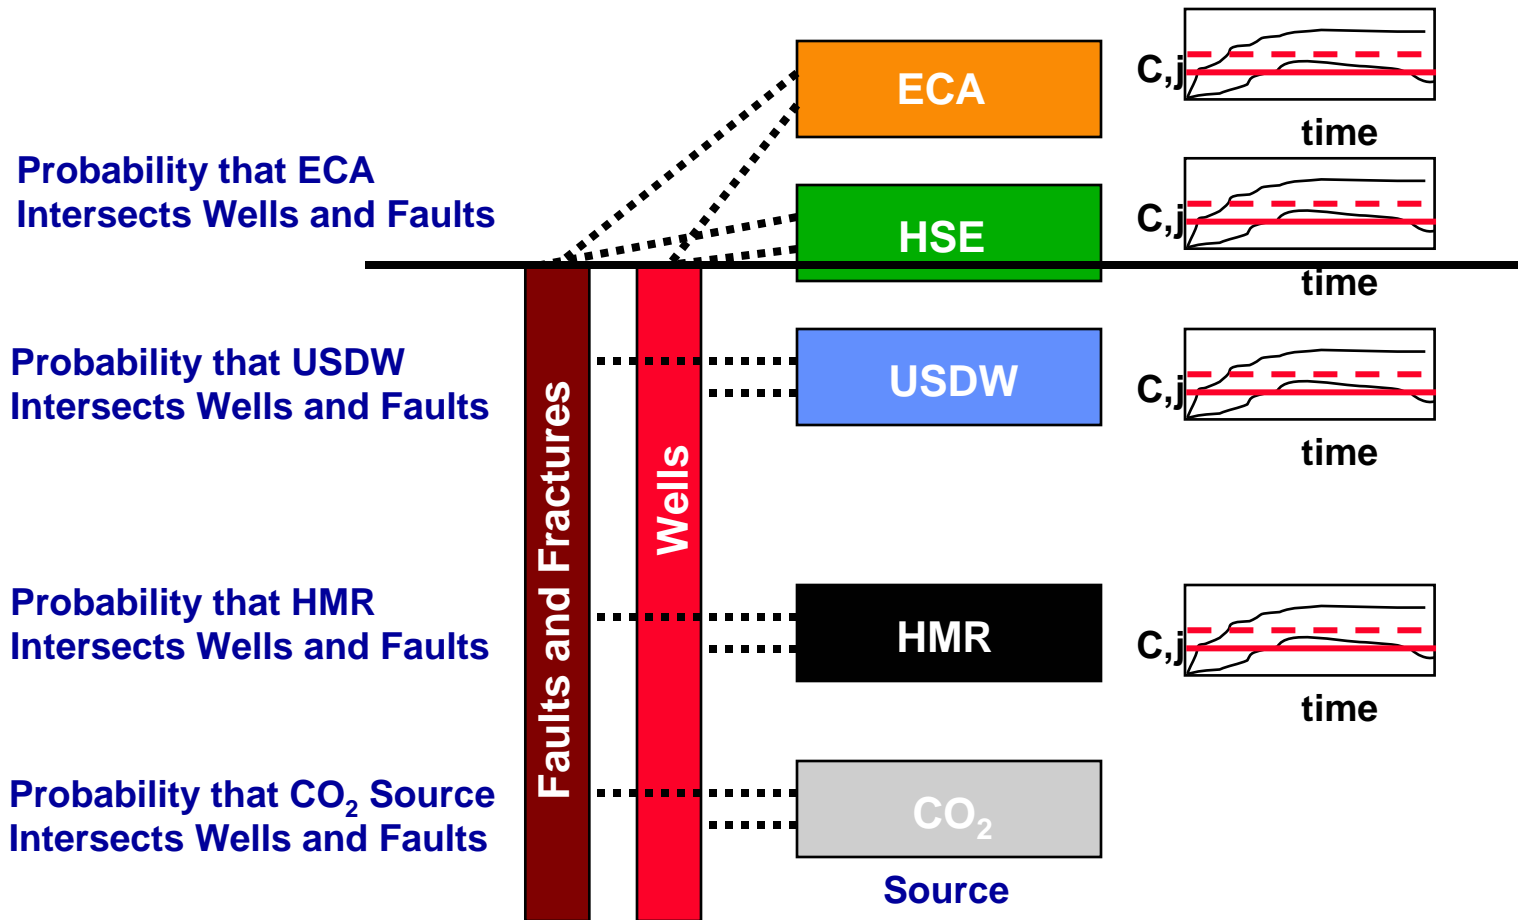 ECA
C,j
time
Probability that ECA
Intersects Wells and Faults
HSE
C,j
time
Probability that USDW
Intersects Wells and Faults
USDW
C,j
time
Faults and Fractures
Wells
Probability that HMR
Intersects Wells and Faults
HMR
C,j
time
Probability that CO₂ Source
Intersects Wells and Faults
CO₂
Source